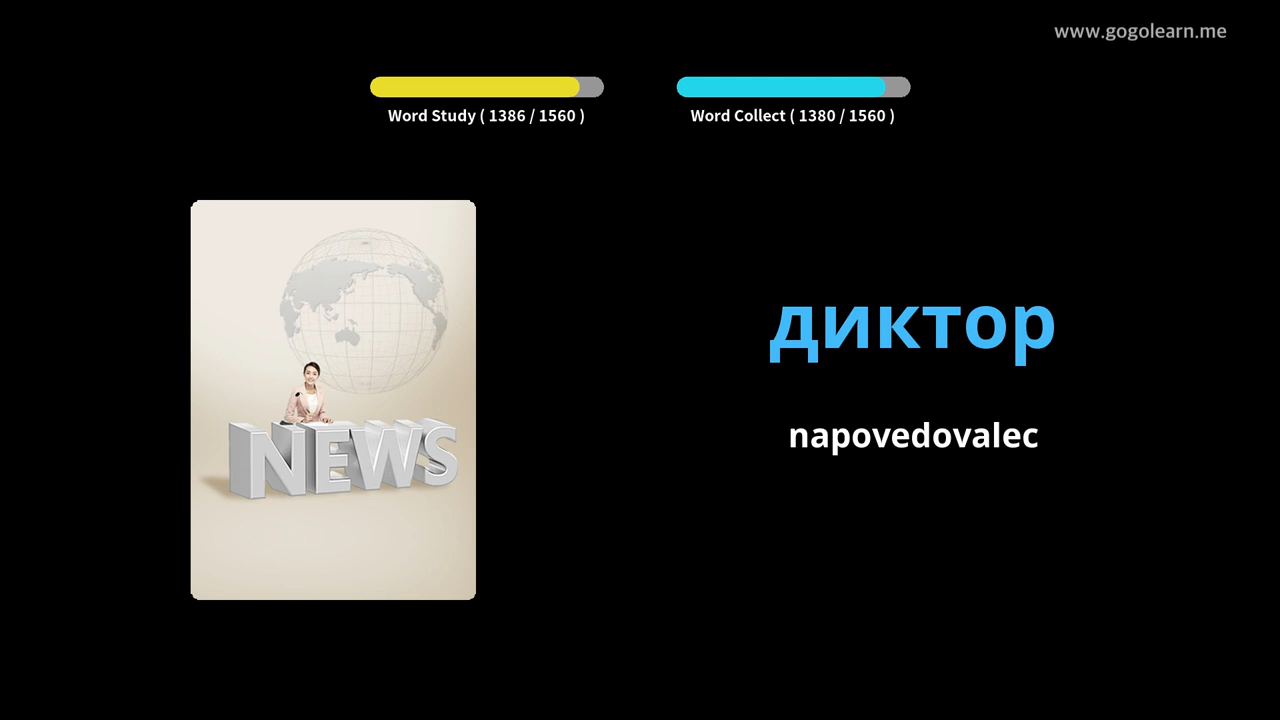 www.gogolearn.me
Word Study ( 1386 / 1560 )
Word Collect ( 1380 / 1560 )
NEWS
диктор
napovedovalec